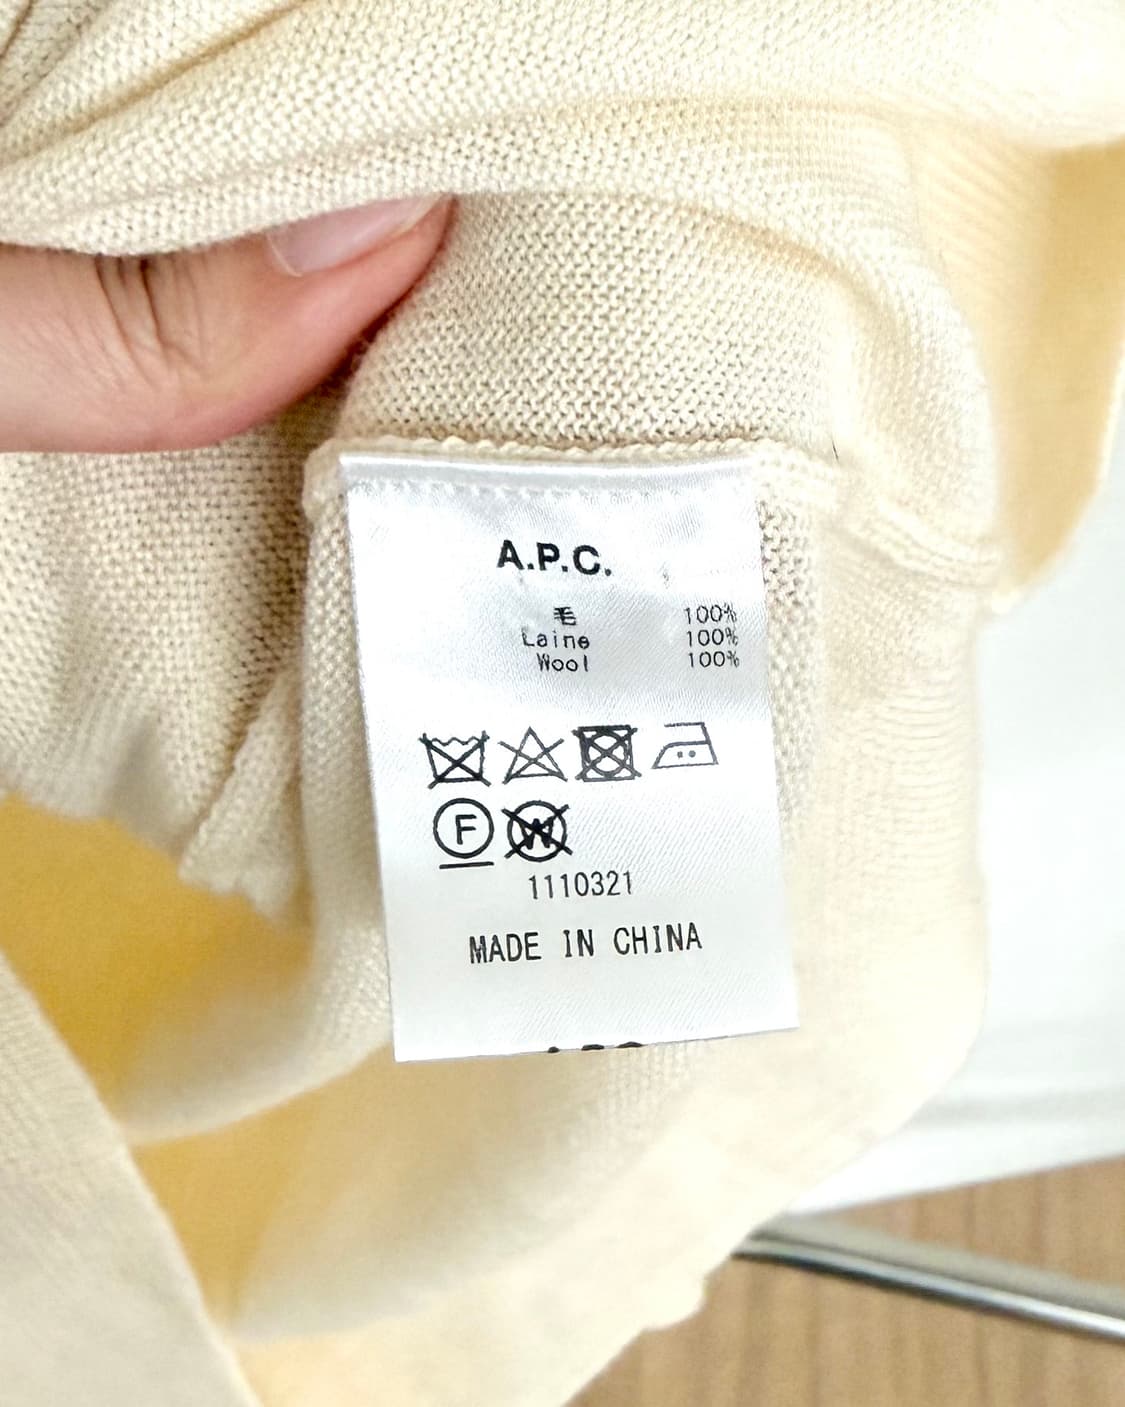 A.P.C.
毛 100%
Laine 100%
Wool 100%
F W
1110321
MADE IN CHINA